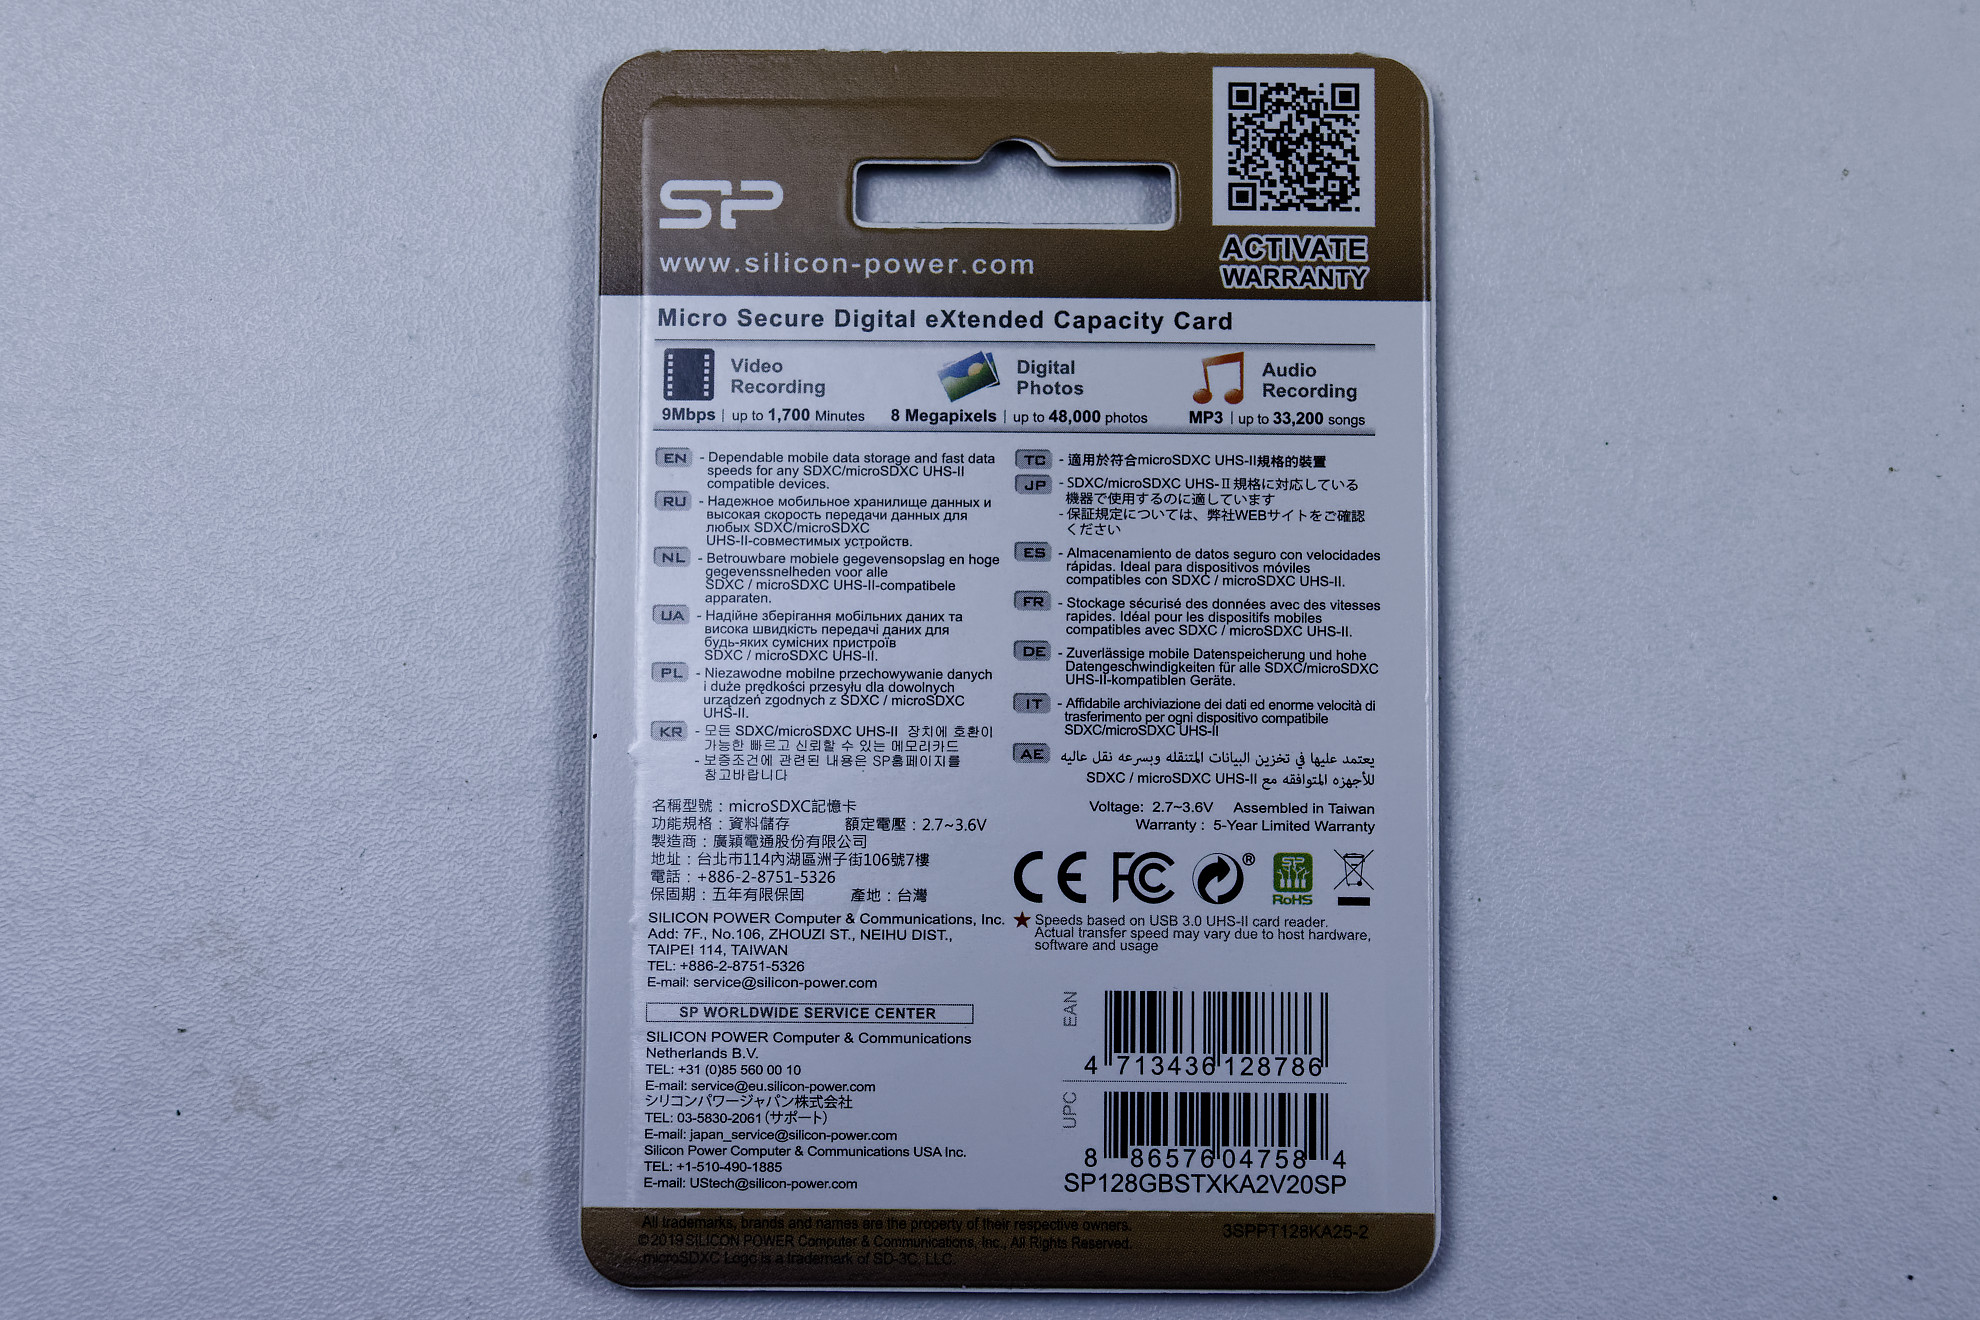 SP
www.silicon-power.com
ACTIVATE
WARRANTY
Micro Secure Digital eXtended Capacity Card
Video
Recording
9Mbps | up to 1,700 Minutes
Digital
Photos
8 Megapixels | up to 48,000 photos
Audio
Recording
MP3 | up to 33,200 songs
EN - Dependable mobile data storage and fast data
speeds for any SDXC/microSDXC UHS-II
compatible devices.
RU - Надежное мобильное хранилище данных и
высокая скорость передачи данных для
любых SDXC/microSDXC
UHS-II-совместимых устройств.
NL - Betrouwbare mobiele gegevensopslag en hoge
gegevenssnelheden voor alle
SDXC / microSDXC UHS-II-compatibele
apparaten.
UA - Надійне зберігання мобільних даних та
висока швидкість передачі даних для
будь-яких сумісних пристроїв
SDXC / microSDXC UHS-II.
PL - Niezawodne mobilne przechowywanie danych
i duże prędkości przesyłu dla dowolnych
urządzeń zgodnych z SDXC / microSDXC
UHS-II.
KR - 모든 SDXC/microSDXC UHS-II 장치에 호환이
가능한 빠르고 신뢰할 수 있는 메모리카드
- 보증조건에 관련된 내용은 SP홈페이지를
참고바랍니다
TC - 適用於符合microSDXC UHS-II規格的裝置
JP - SDXC/microSDXC UHS-Ⅱ規格に対応している
機器で使用するのに適しています
- 保証規定については、弊社WEBサイトをご確認
ください
ES - Almacenamiento de datos seguro con velocidades
rápidas. Ideal para dispositivos móviles
compatibles con SDXC / microSDXC UHS-II.
FR - Stockage sécurisé des données avec des vitesses
rapides. Idéal pour les dispositifs mobiles
compatibles avec SDXC / microSDXC UHS-II.
DE - Zuverlässige mobile Datenspeicherung und hohe
Datengeschwindigkeiten für alle SDXC/microSDXC
UHS-II-kompatiblen Geräte.
IT - Affidabile archiviazione dei dati ed enorme velocità di
trasferimento per ogni dispositivo compatibile
SDXC/microSDXC UHS-II
AE - يعتمد عليها في تخزين البيانات المتنقله وبسرعه نقل عاليه
للأجهزه المتوافقه مع SDXC / microSDXC UHS-II
名稱型號：microSDXC記憶卡
功能規格：資料儲存 額定電壓：2.7~3.6V
製造商：廣穎電通股份有限公司
地址：台北市114內湖區洲子街106號7樓
電話：+886-2-8751-5326
保固期：五年有限保固 產地：台灣
Voltage: 2.7~3.6V Assembled in Taiwan
Warranty : 5-Year Limited Warranty
CE FC ® SP RoHS
SILICON POWER Computer & Communications, Inc.
Add: 7F., No.106, ZHOUZI ST., NEIHU DIST.,
TAIPEI 114, TAIWAN
TEL: +886-2-8751-5326
E-mail: service@silicon-power.com
★ Speeds based on USB 3.0 UHS-II card reader.
Actual transfer speed may vary due to host hardware,
software and usage
SP WORLDWIDE SERVICE CENTER
SILICON POWER Computer & Communications
Netherlands B.V.
TEL: +31 (0)85 560 00 10
E-mail: service@eu.silicon-power.com
シリコンパワージャパン株式会社
TEL: 03-5830-2061（サポート）
E-mail: japan_service@silicon-power.com
Silicon Power Computer & Communications USA Inc.
TEL: +1-510-490-1885
E-mail: UStech@silicon-power.com
EAN
4 713436 128786
UPC
8 86576 04758 4
SP128GBSTXKA2V20SP
All trademarks, brands and names are the property of their respective owners.
©2019 SILICON POWER Computer & Communications, Inc., All Rights Reserved.
microSDXC Logo is a trademark of SD-3C, LLC.
3SPPT128KA25-2